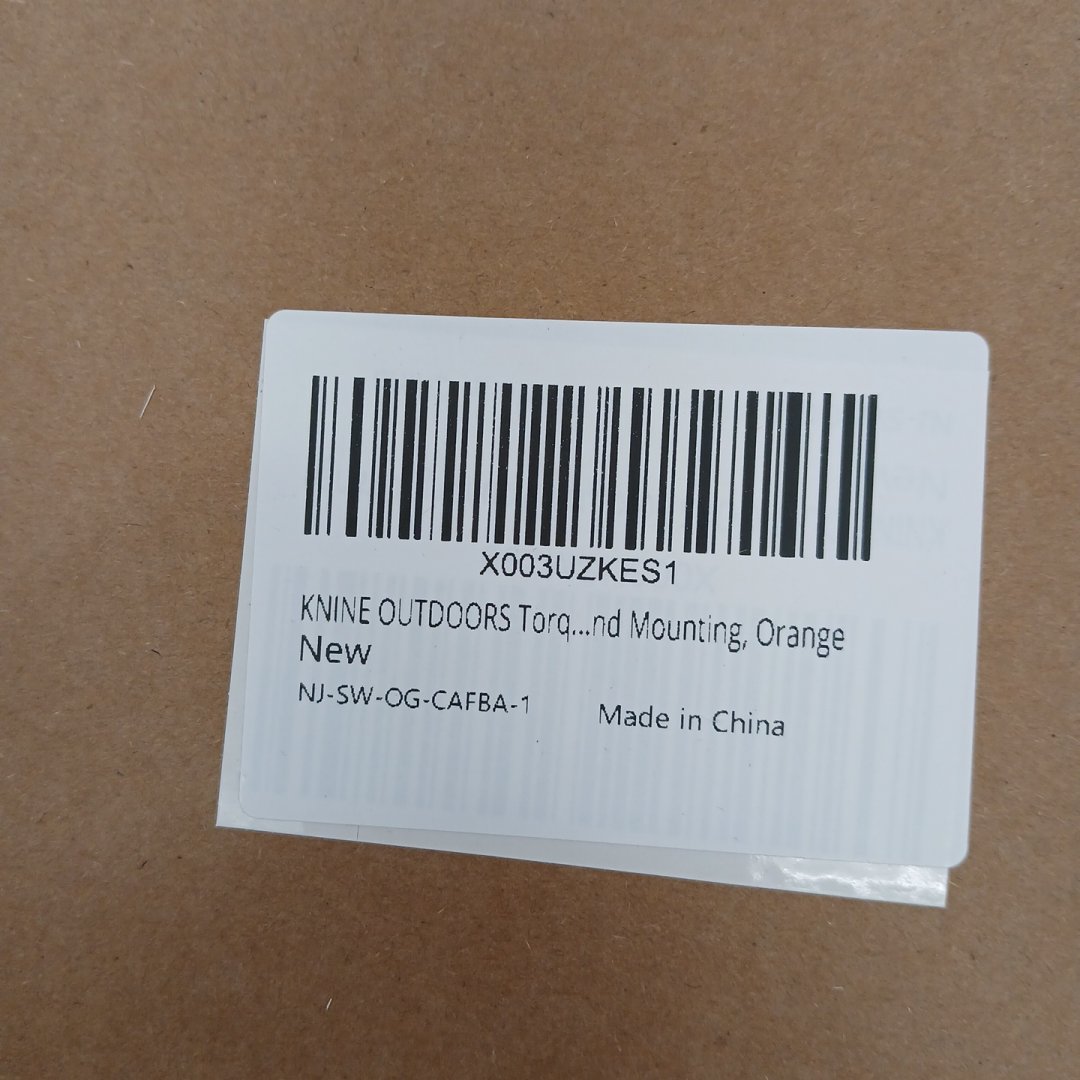 X003UZKES1
KNINE OUTDOORS Torq...nd Mounting, Orange
New
NJ-SW-OG-CAFBA-1 Made in China